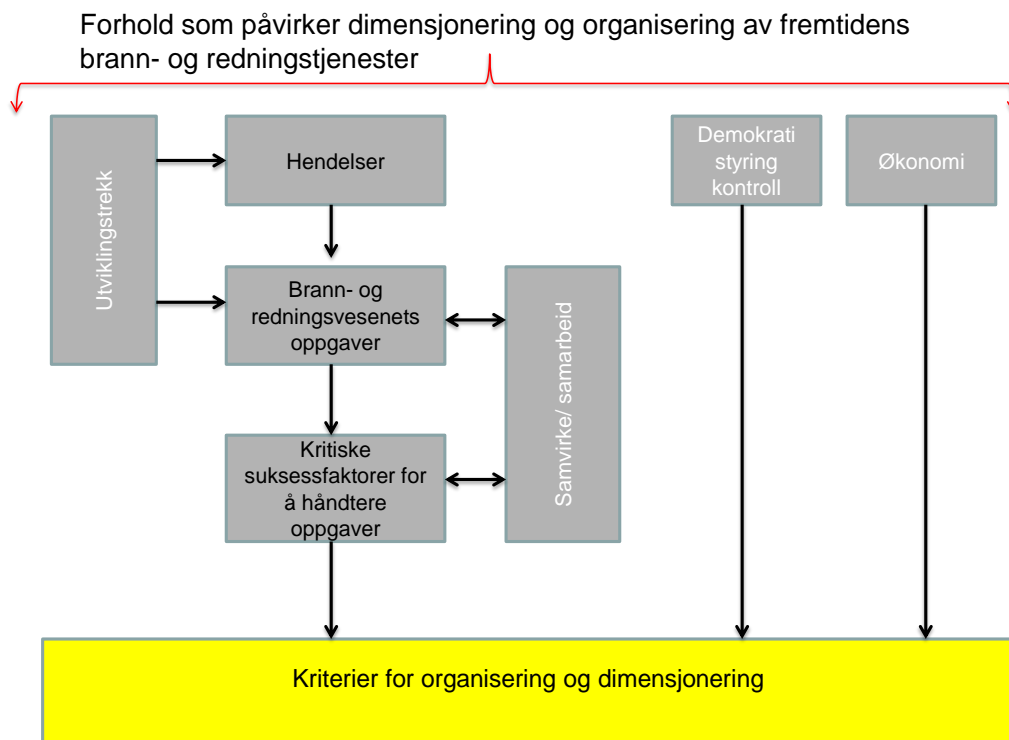 Forhold som påvirker dimensjonering og organisering av fremtidens
brann- og redningstjenester
Utviklingstrekk
Hendelser
Demokrati
styring
kontroll
Økonomi
Brann- og
redningsvesenets
oppgaver
Samvirke/ samarbeid
Kritiske
suksessfaktorer for
å håndtere
oppgaver
Kriterier for organisering og dimensjonering